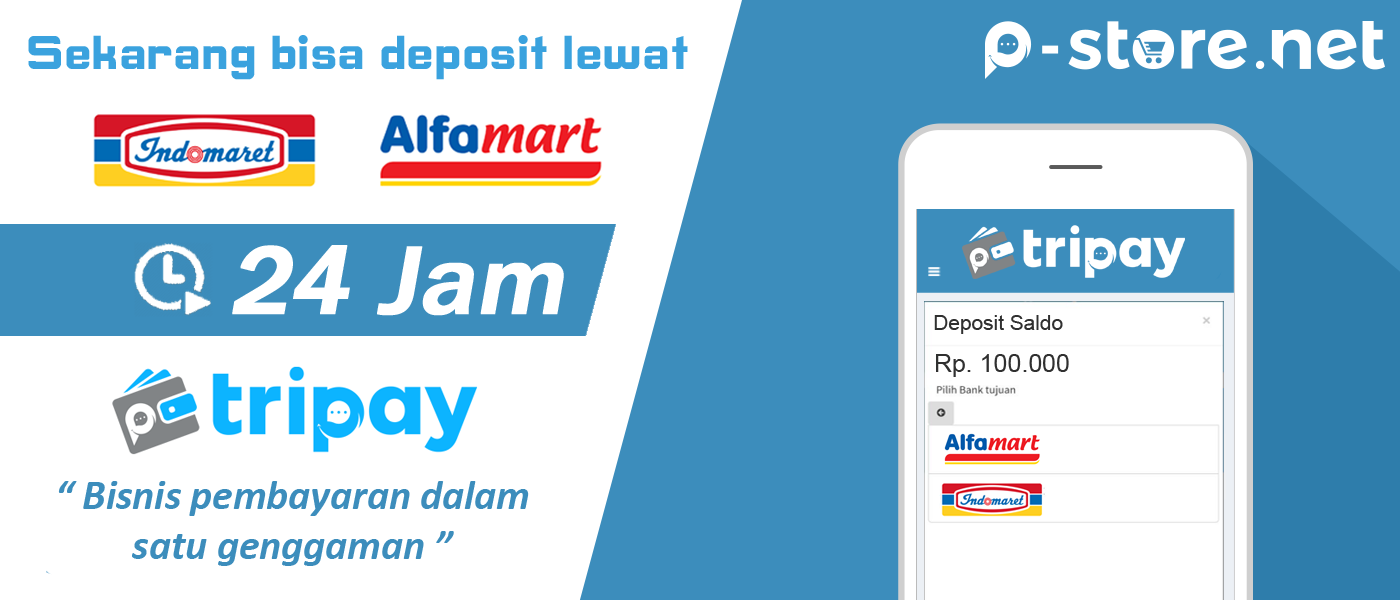 Sekarang bisa deposit lewat
Indomaret
Alfamart
24 Jam
tripay
“ Bisnis pembayaran dalam
satu genggaman ”
p-store.net
tripay
Deposit Saldo
×
Rp. 100.000
Pilih Bank tujuan
Alfamart
Indomaret